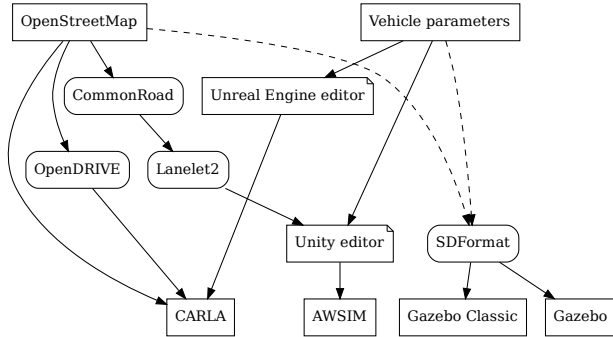 OpenStreetMap
Vehicle parameters
CommonRoad
Unreal Engine editor
OpenDRIVE
Lanelet2
Unity editor
SDFormat
CARLA
AWSIM
Gazebo Classic
Gazebo